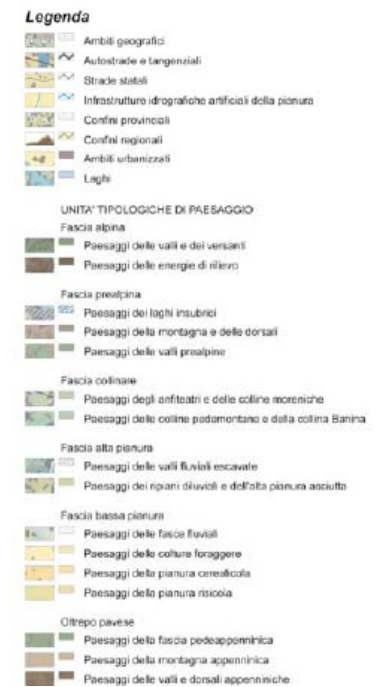 Legenda
Ambiti geografici
Autostrade e tangenziali
Strade statali
Infrastrutture idrografiche artificiali della pianura
Confini provinciali
Confini regionali
Ambiti urbanizzati
Laghi
UNITA' TIPOLOGICHE DI PAESAGGIO
Fascia alpina
Paesaggi delle valli e dei versanti
Paesaggi delle energie di rilievo
Fascia prealpina
Paesaggi dei laghi insubrici
Paesaggi della montagna e delle dorsali
Paesaggi delle valli prealpine
Fascia collinare
Paesaggi degli anfiteatri e delle colline moreniche
Paesaggi delle colline pedemontane e della collina Banina
Fascia alta pianura
Paesaggi delle valli fluviali escavate
Paesaggi dei ripiani diluviali e dell'alta pianura asciutta
Fascia bassa pianura
Paesaggi delle fasce fluviali
Paesaggi delle colture foraggere
Paesaggi della pianura cerealicola
Paesaggi della pianura risicola
Oltrepo pavese
Paesaggi della fascia pedeappenninica
Paesaggi della montagna appenninica
Paesaggi delle valli e dorsali appenniniche